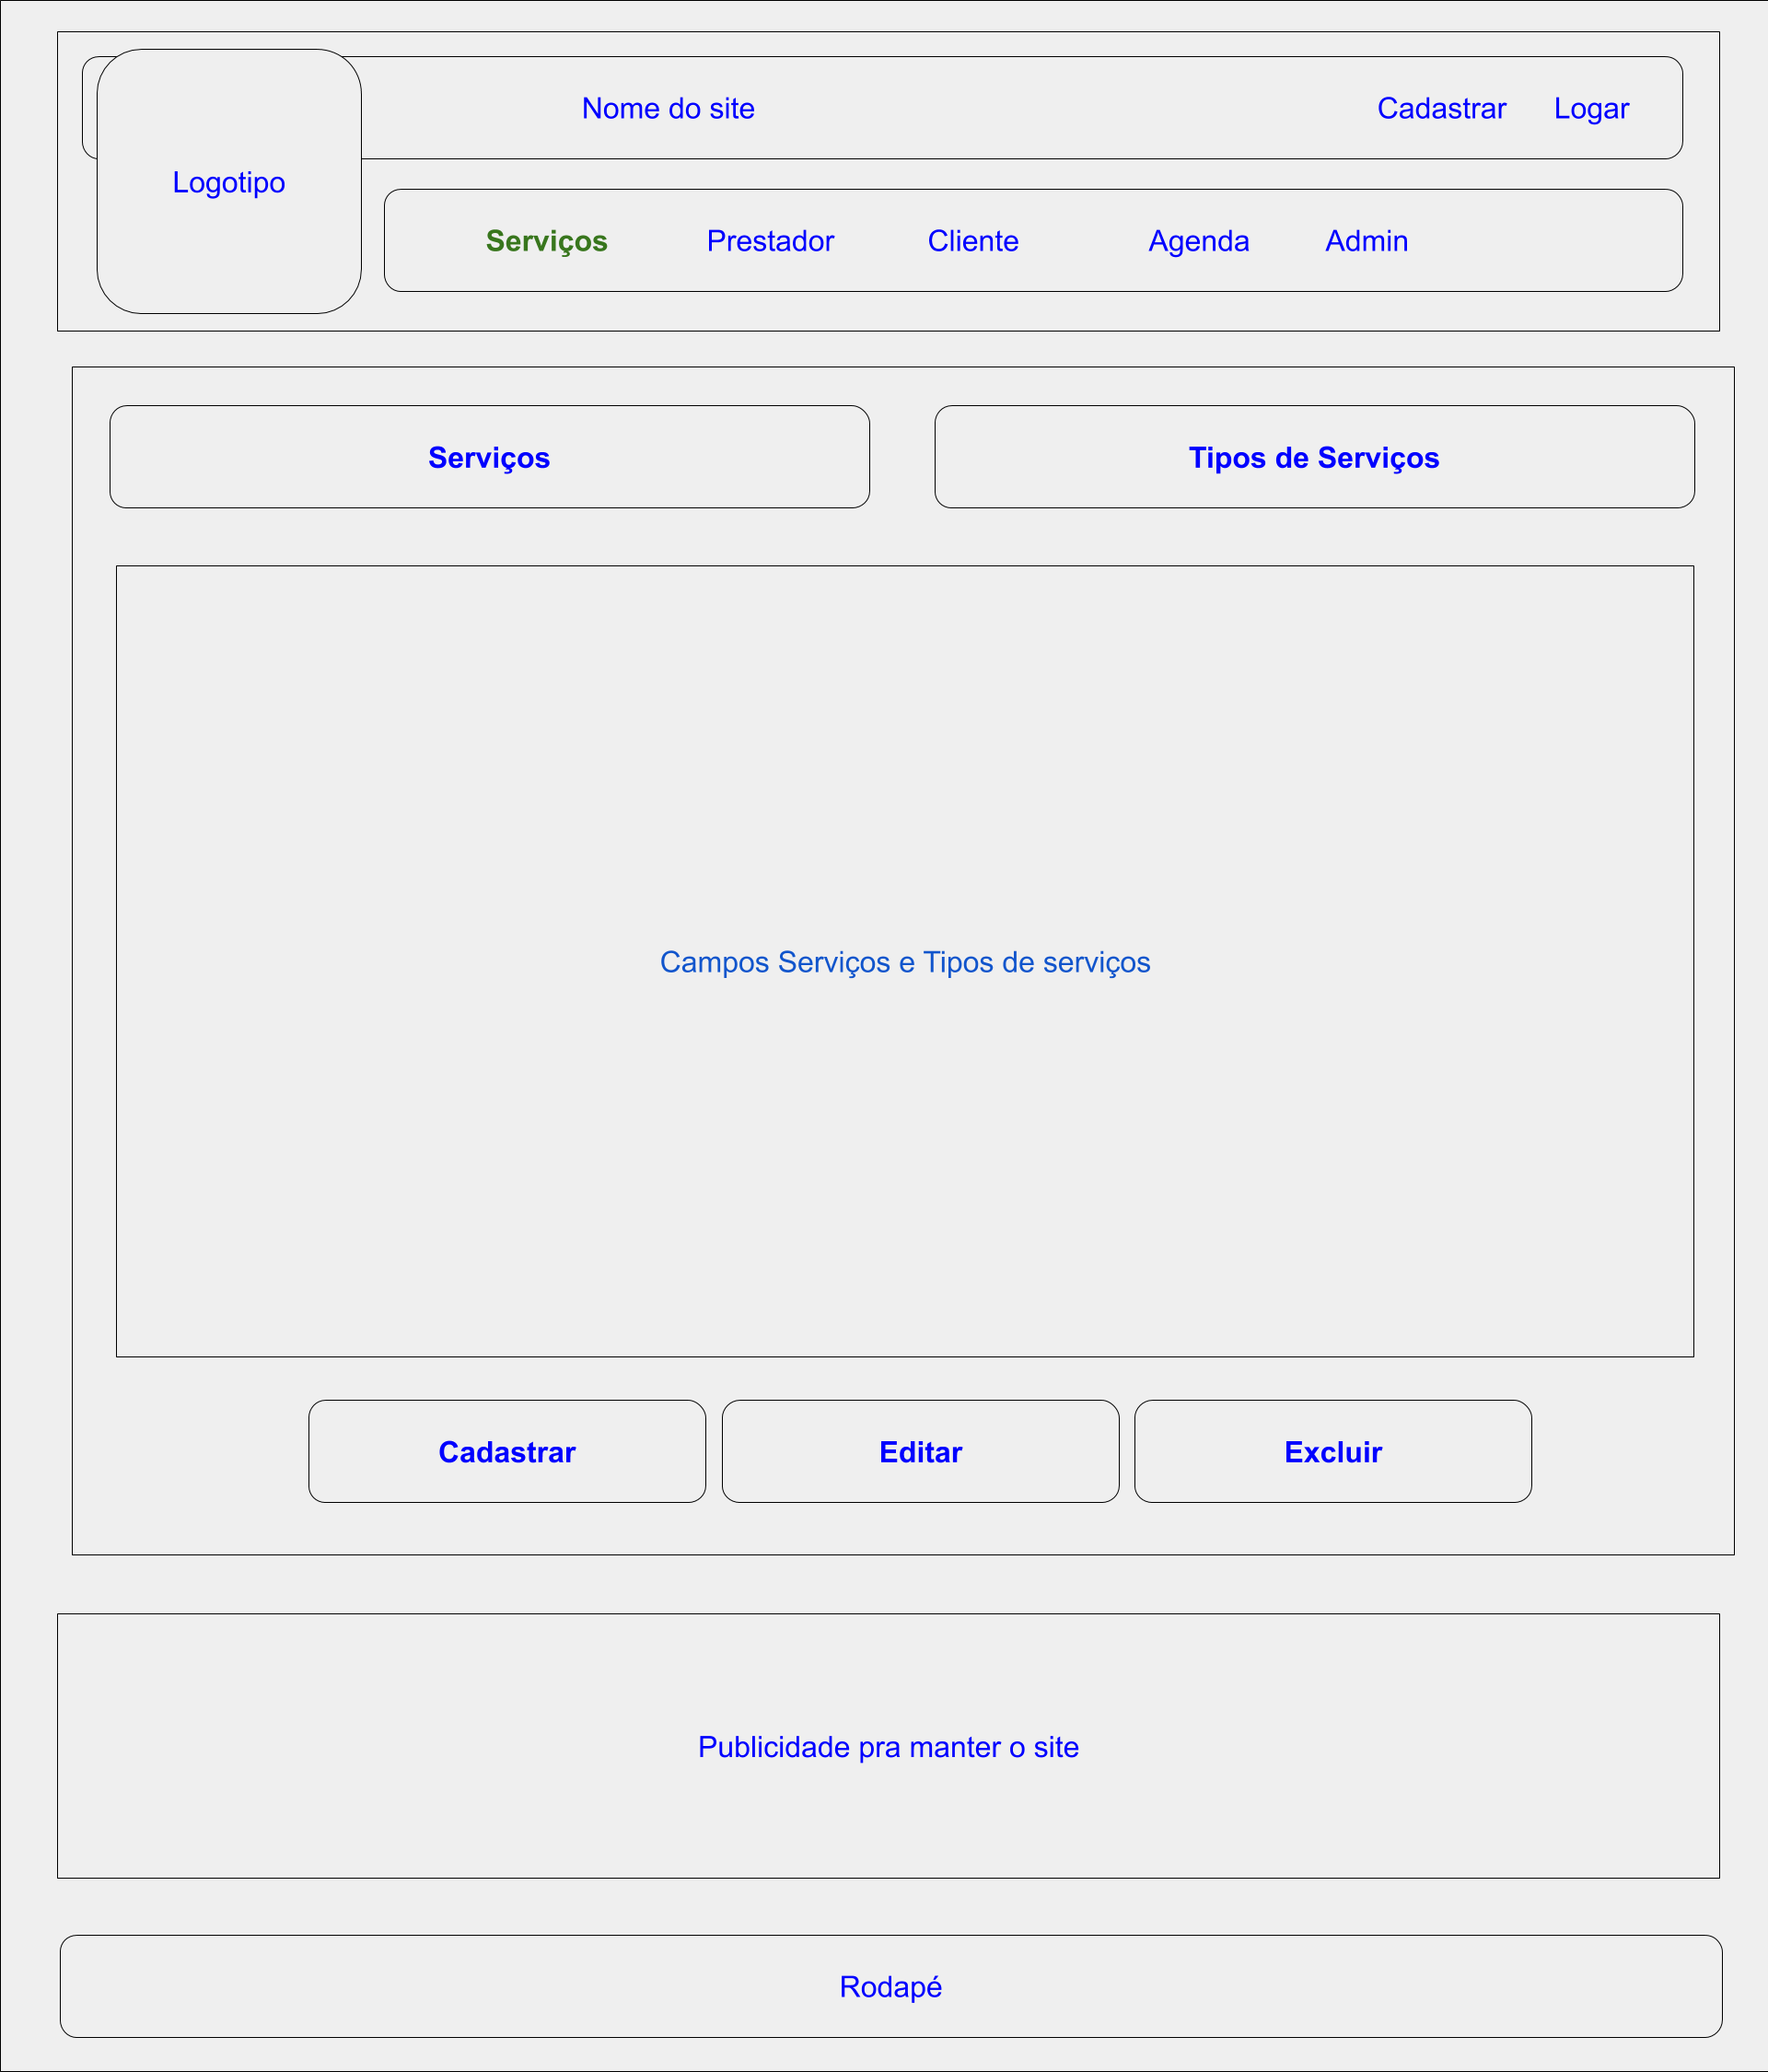 Nome do site
Cadastrar
Logar
Logotipo
Serviços
Prestador
Cliente
Agenda
Admin
Serviços
Tipos de Serviços
Campos Serviços e Tipos de serviços
Cadastrar
Editar
Excluir
Publicidade pra manter o site
Rodapé